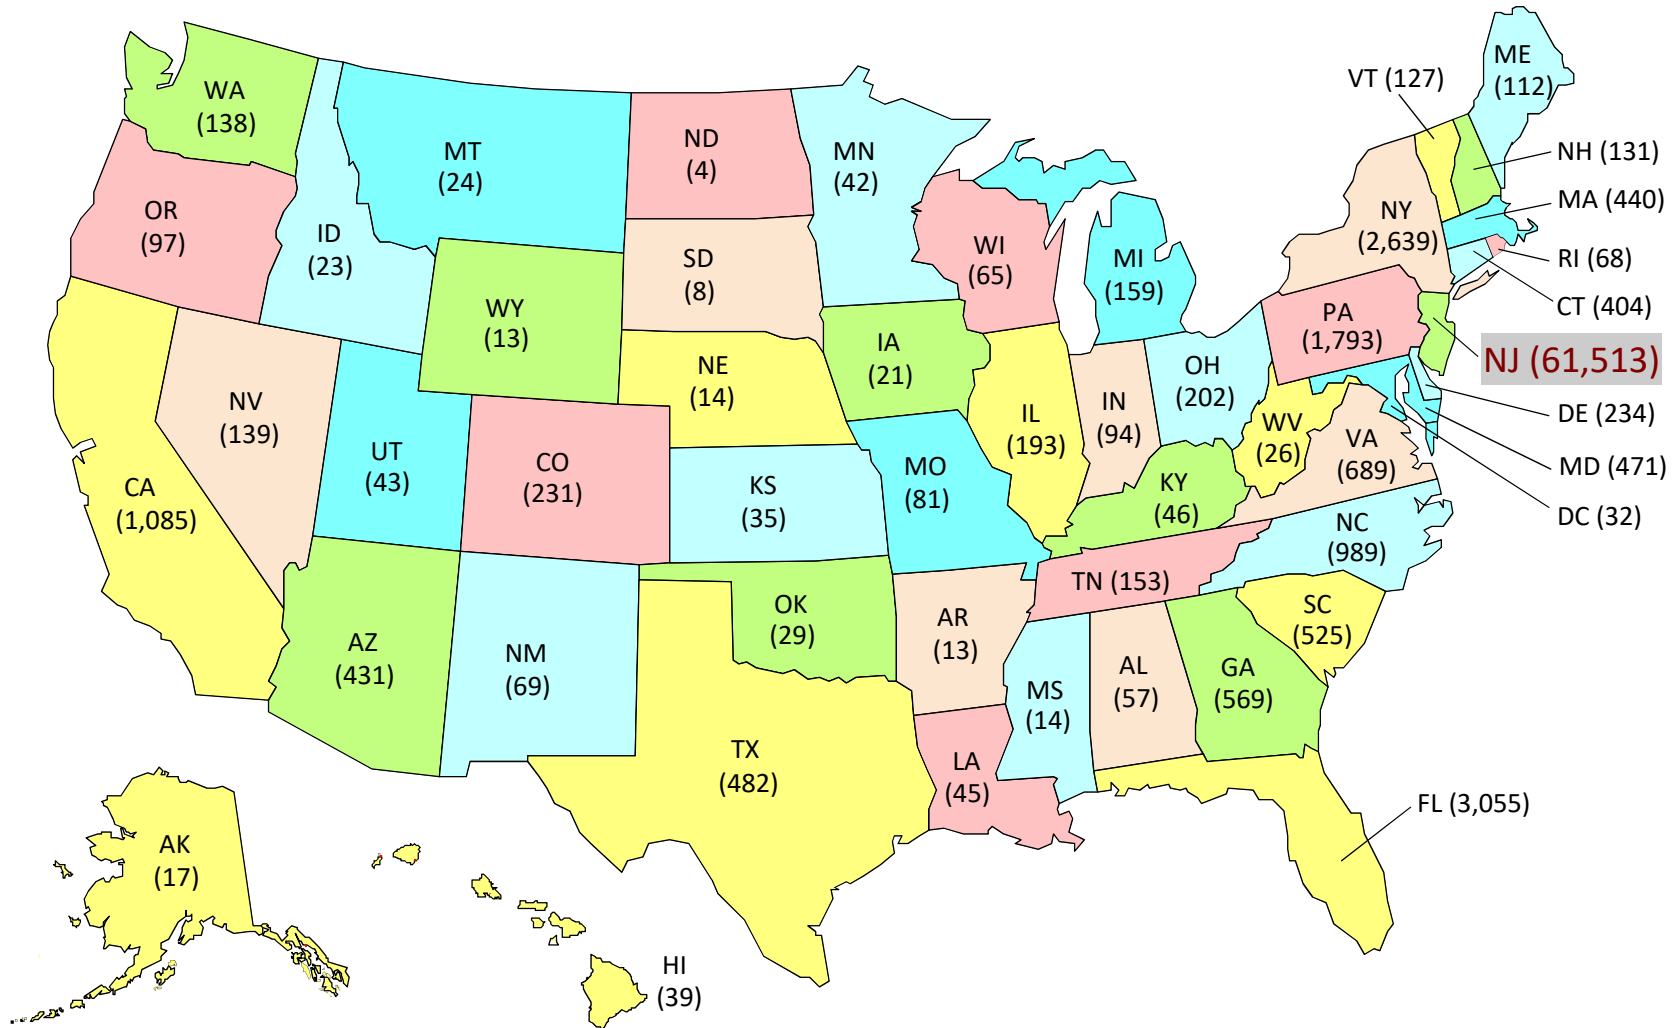 WA
(138)
OR
(97)
ID
(23)
MT
(24)
ND
(4)
MN
(42)
SD
(8)
WY
(13)
WI
(65)
MI
(159)
VT (127)
ME
(112)
NH (131)
MA (440)
NY
(2,639)
RI (68)
CT (404)
PA
(1,793)
NJ (61,513)
DE (234)
MD (471)
DC (32)
CA
(1,085)
NV
(139)
UT
(43)
CO
(231)
NE
(14)
IA
(21)
KS
(35)
MO
(81)
IL
(193)
IN
(94)
OH
(202)
WV
(26)
VA
(689)
KY
(46)
NC
(989)
TN (153)
SC
(525)
AZ
(431)
NM
(69)
OK
(29)
AR
(13)
MS
(14)
AL
(57)
GA
(569)
TX
(482)
LA
(45)
FL (3,055)
AK
(17)
HI
(39)